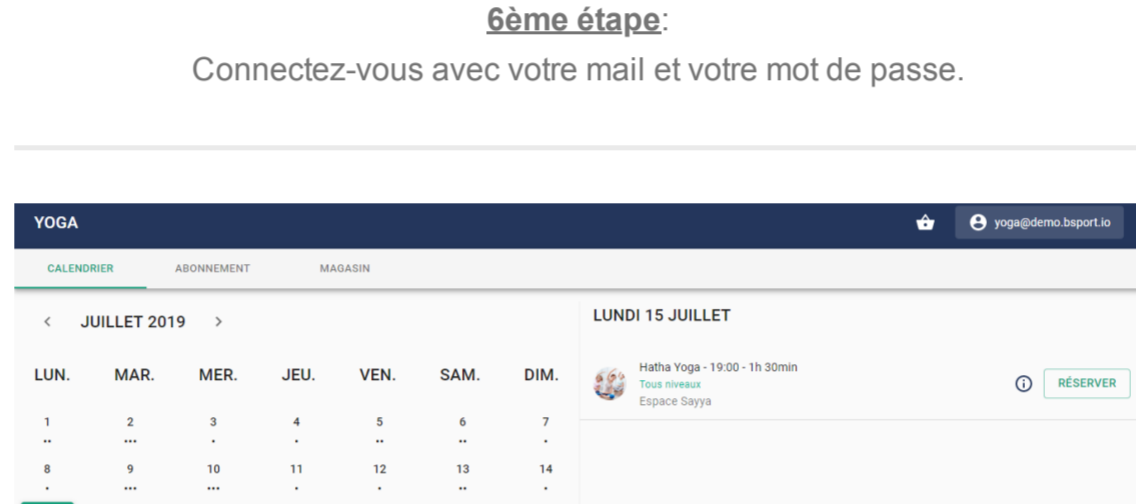 6ème étape:
Connectez-vous avec votre mail et votre mot de passe.
YOGA
yoga@demo.bsport.io
CALENDRIER ABONNEMENT MAGASIN
< JUILLET 2019 >
LUN. MAR. MER. JEU. VEN. SAM. DIM.
1 2 3 4 5 6 7
8 9 10 11 12 13 14
LUNDI 15 JUILLET
Hatha Yoga - 19:00 - 1h 30min
Tous niveaux
Espace Sayya
RÉSERVER